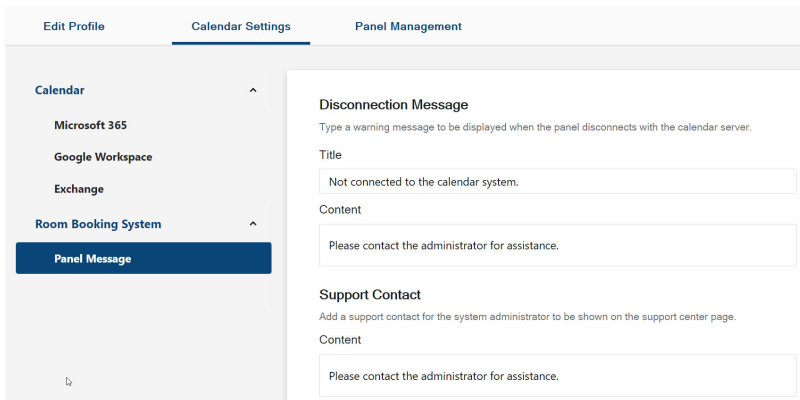 Edit Profile Calendar Settings Panel Management
Calendar
Microsoft 365
Google Workspace
Exchange
Room Booking System
Panel Message
Disconnection Message
Type a warning message to be displayed when the panel disconnects with the calendar server.
Title
Not connected to the calendar system.
Content
Please contact the administrator for assistance.
Support Contact
Add a support contact for the system administrator to be shown on the support center page.
Content
Please contact the administrator for assistance.